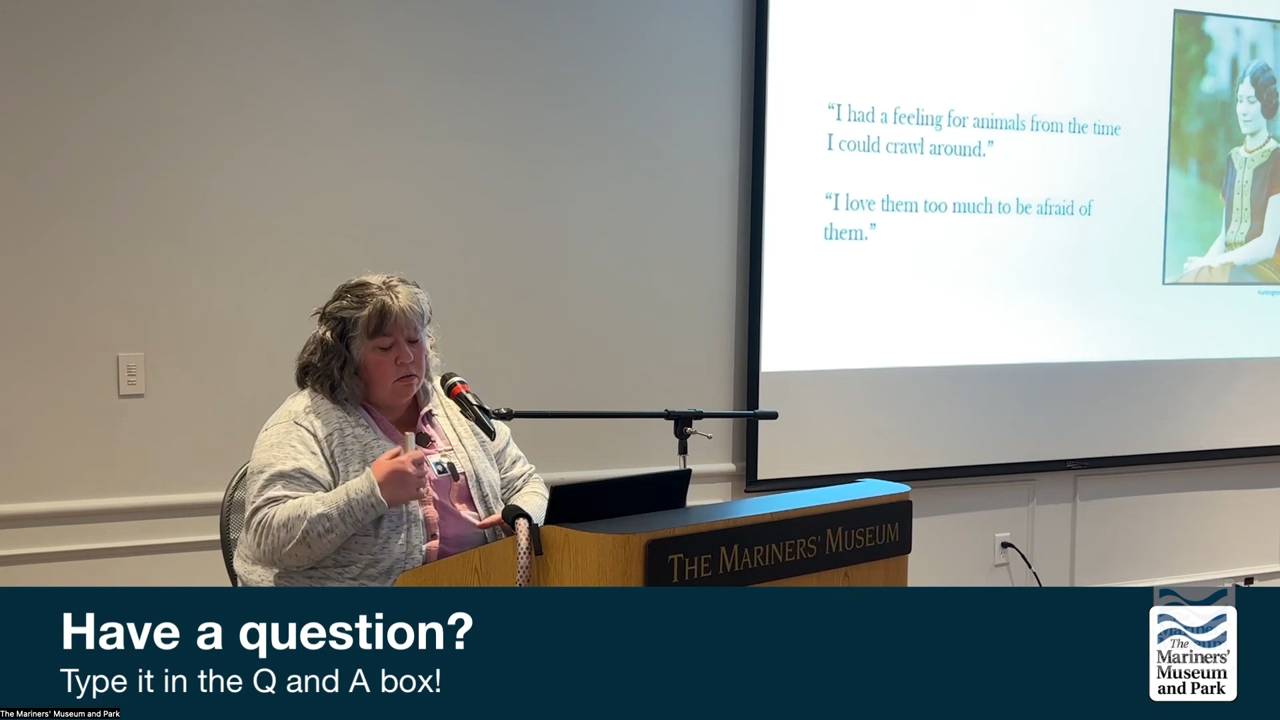 “I had a feeling for animals from the time
I could crawl around.”
“I love them too much to be afraid of
them.”
THE MARINERS' MUSEUM
Have a question?
Type it in the Q and A box!
The
Mariners'
Museum
and Park
The Mariners' Museum and Park